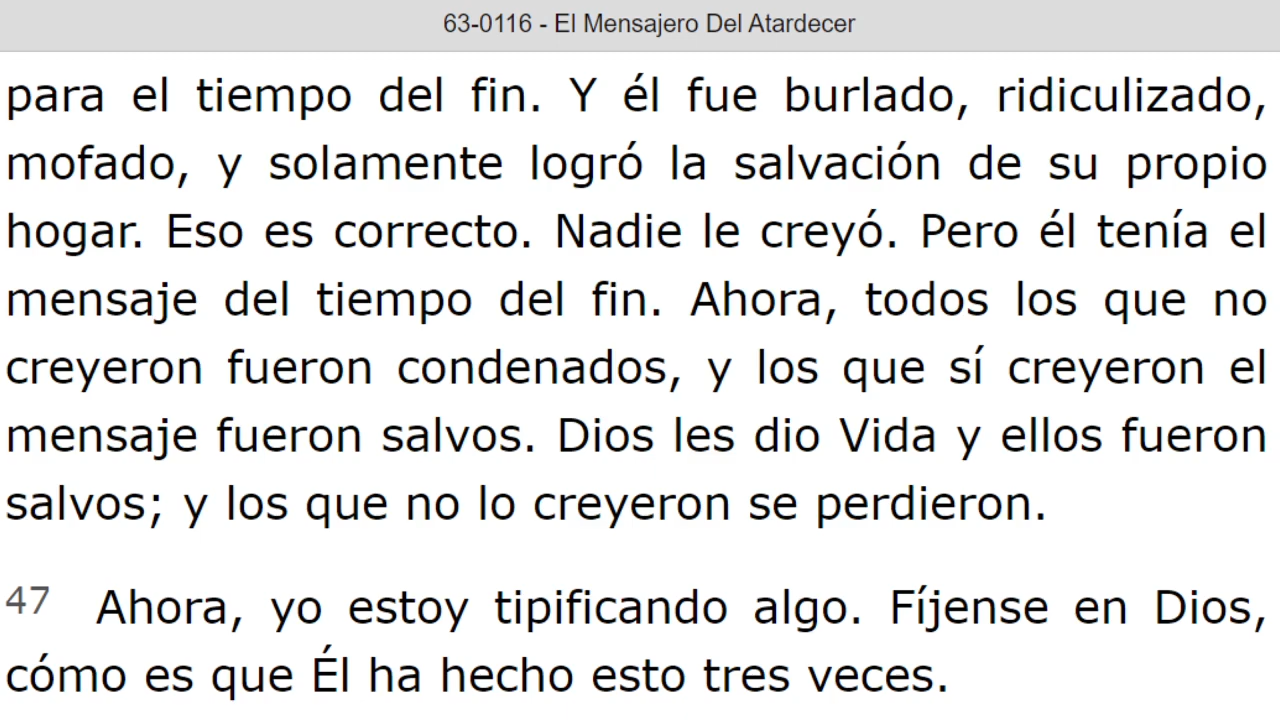 63-0116 - El Mensajero Del Atardecer
para el tiempo del fin. Y él fue burlado, ridiculizado,
mofado, y solamente logró la salvación de su propio
hogar. Eso es correcto. Nadie le creyó. Pero él tenía el
mensaje del tiempo del fin. Ahora, todos los que no
creyeron fueron condenados, y los que sí creyeron el
mensaje fueron salvos. Dios les dio Vida y ellos fueron
salvos; y los que no lo creyeron se perdieron.
47 Ahora, yo estoy tipificando algo. Fíjense en Dios,
cómo es que Él ha hecho esto tres veces.